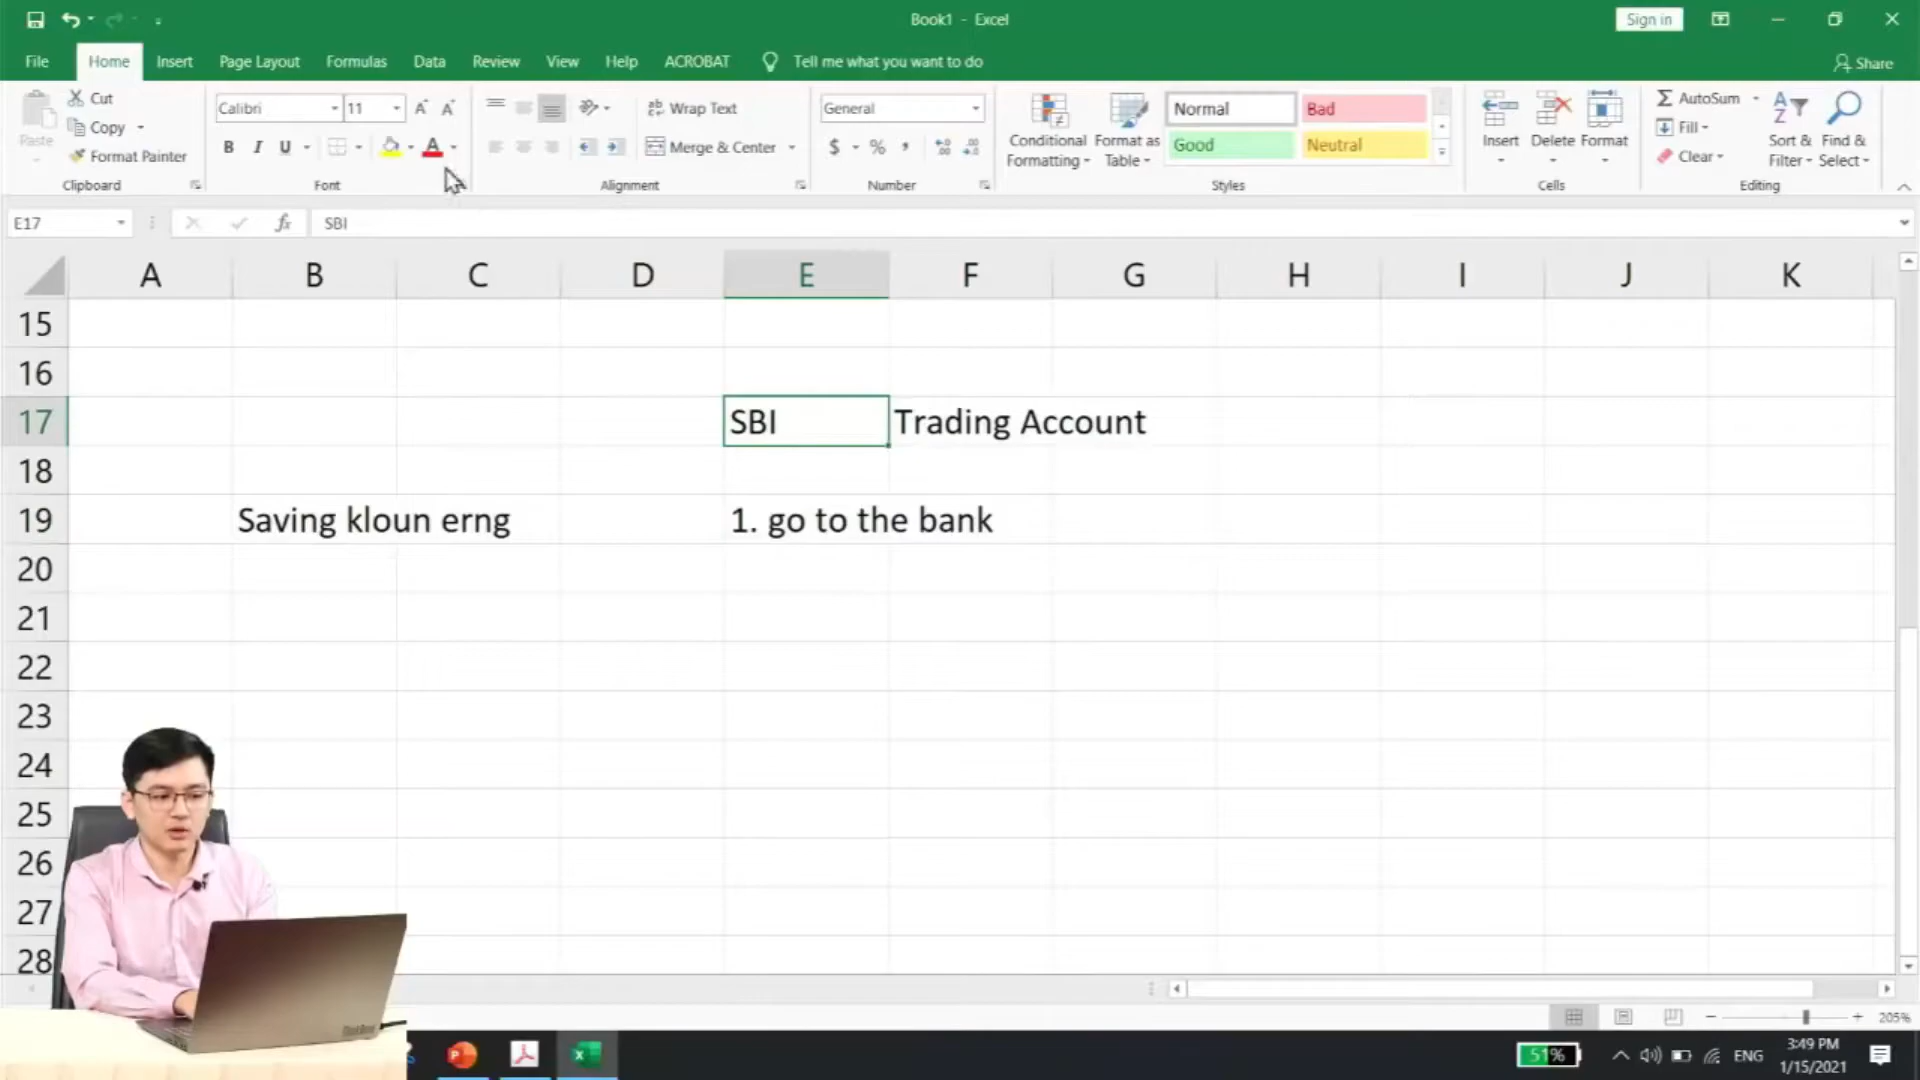 Book1 - Excel
Sign in
File Home Insert Page Layout Formulas Data Review View Help ACROBAT Tell me what you want to do Share
Paste Cut Copy Format Painter
Calibri 11
B I U
Wrap Text
Merge & Center
General
$ % ,
Conditional Formatting Format as Table
Normal Bad
Good Neutral
Insert Delete Format
AutoSum Fill Clear
Sort & Filter Find & Select
Clipboard Font Alignment Number Styles Cells Editing
E17 fx SBI
A B C D E F G H I J K
15
16
17 SBI Trading Account
18
19 Saving kloun erng 1. go to the bank
20
21
22
23
24
25
26
27
28
205%
51% ENG 3:49 PM
1/15/2021